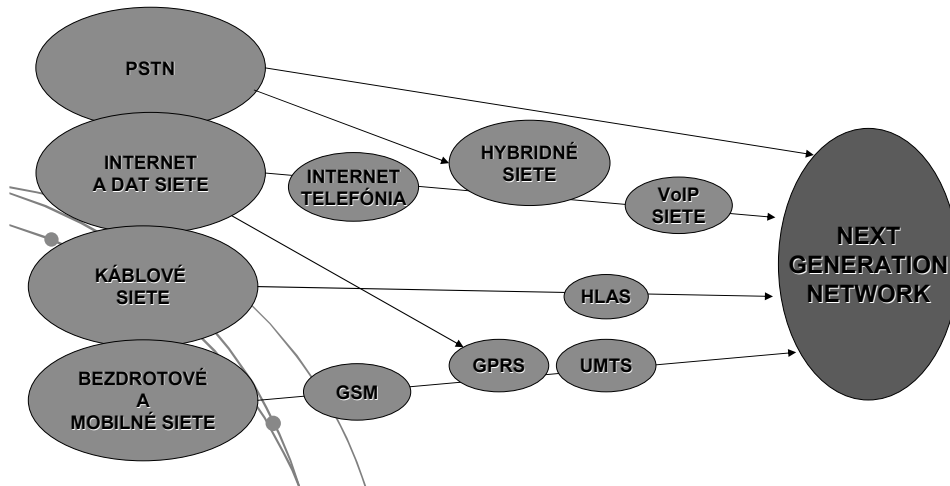 PSTN
INTERNET
A DAT SIETE
INTERNET
TELEFÓNIA
HYBRIDNÉ
SIETE
VoIP
SIETE
NEXT
GENERATION
NETWORK
KÁBLOVÉ
SIETE
HLAS
BEZDROTOVÉ
A
MOBILNÉ SIETE
GSM
GPRS
UMTS